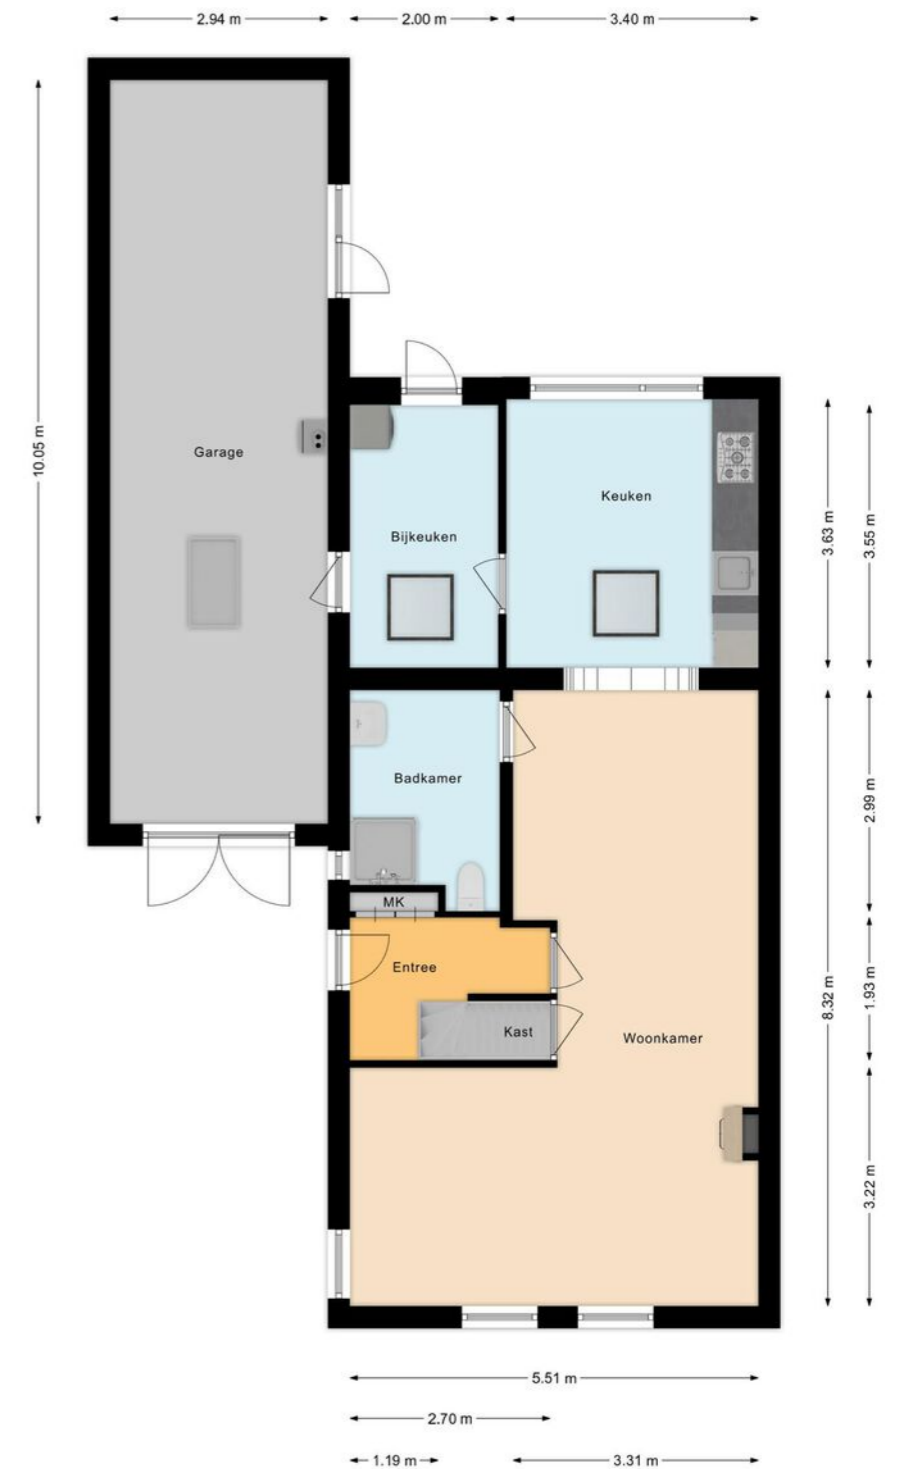 2.94 m
2.00 m
3.40 m
10.05 m
Garage
Keuken
Bijkeuken
3.63 m
3.55 m
Badkamer
2.99 m
MK
Entree
1.93 m
8.32 m
Kast
Woonkamer
3.22 m
5.51 m
2.70 m
1.19 m
3.31 m